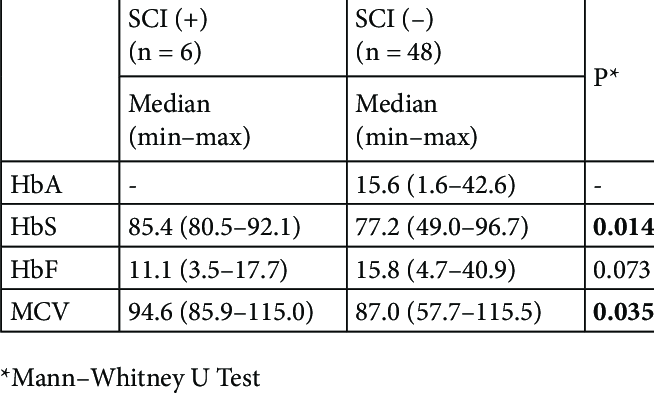 SCI (+)
(n = 6)
SCI (–)
(n = 48)
P*
Median
(min–max)
Median
(min–max)
HbA - 15.6 (1.6–42.6) -
HbS 85.4 (80.5–92.1) 77.2 (49.0–96.7) 0.014
HbF 11.1 (3.5–17.7) 15.8 (4.7–40.9) 0.073
MCV 94.6 (85.9–115.0) 87.0 (57.7–115.5) 0.035
*Mann–Whitney U Test